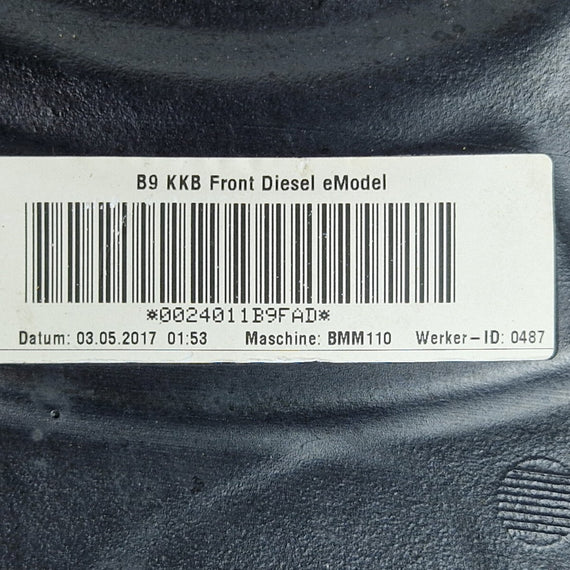 B9 KKB Front Diesel eModel
*0024011B9FAD*
Datum: 03.05.2017 01:53 Maschine: BMM110 Werker-ID: 0487